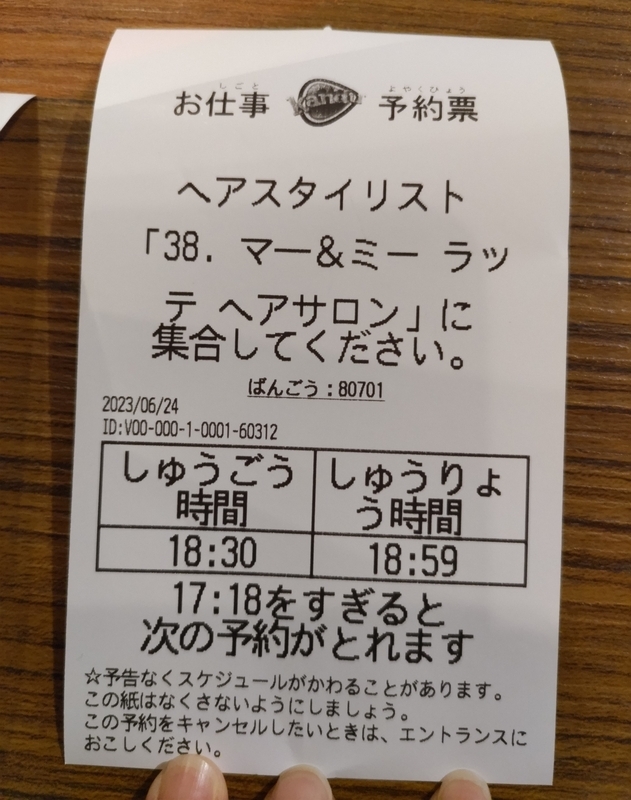 しごと よやくひょう
お仕事 Kandu 予約票
ヘアスタイリスト
「38. マー&ミー ラッ
テ ヘアサロン」に
集合してください。
ばんごう:80701
2023/06/24
ID:V00-000-1-0001-60312
しゅうごう しゅうりょ
時間 う時間
18:30 18:59
17:18をすぎると
次の予約がとれます
☆予告なくスケジュールがかわることがあります。
この紙はなくさないようにしましょう。
この予約をキャンセルしたいときは、エントランスに
おこしください。